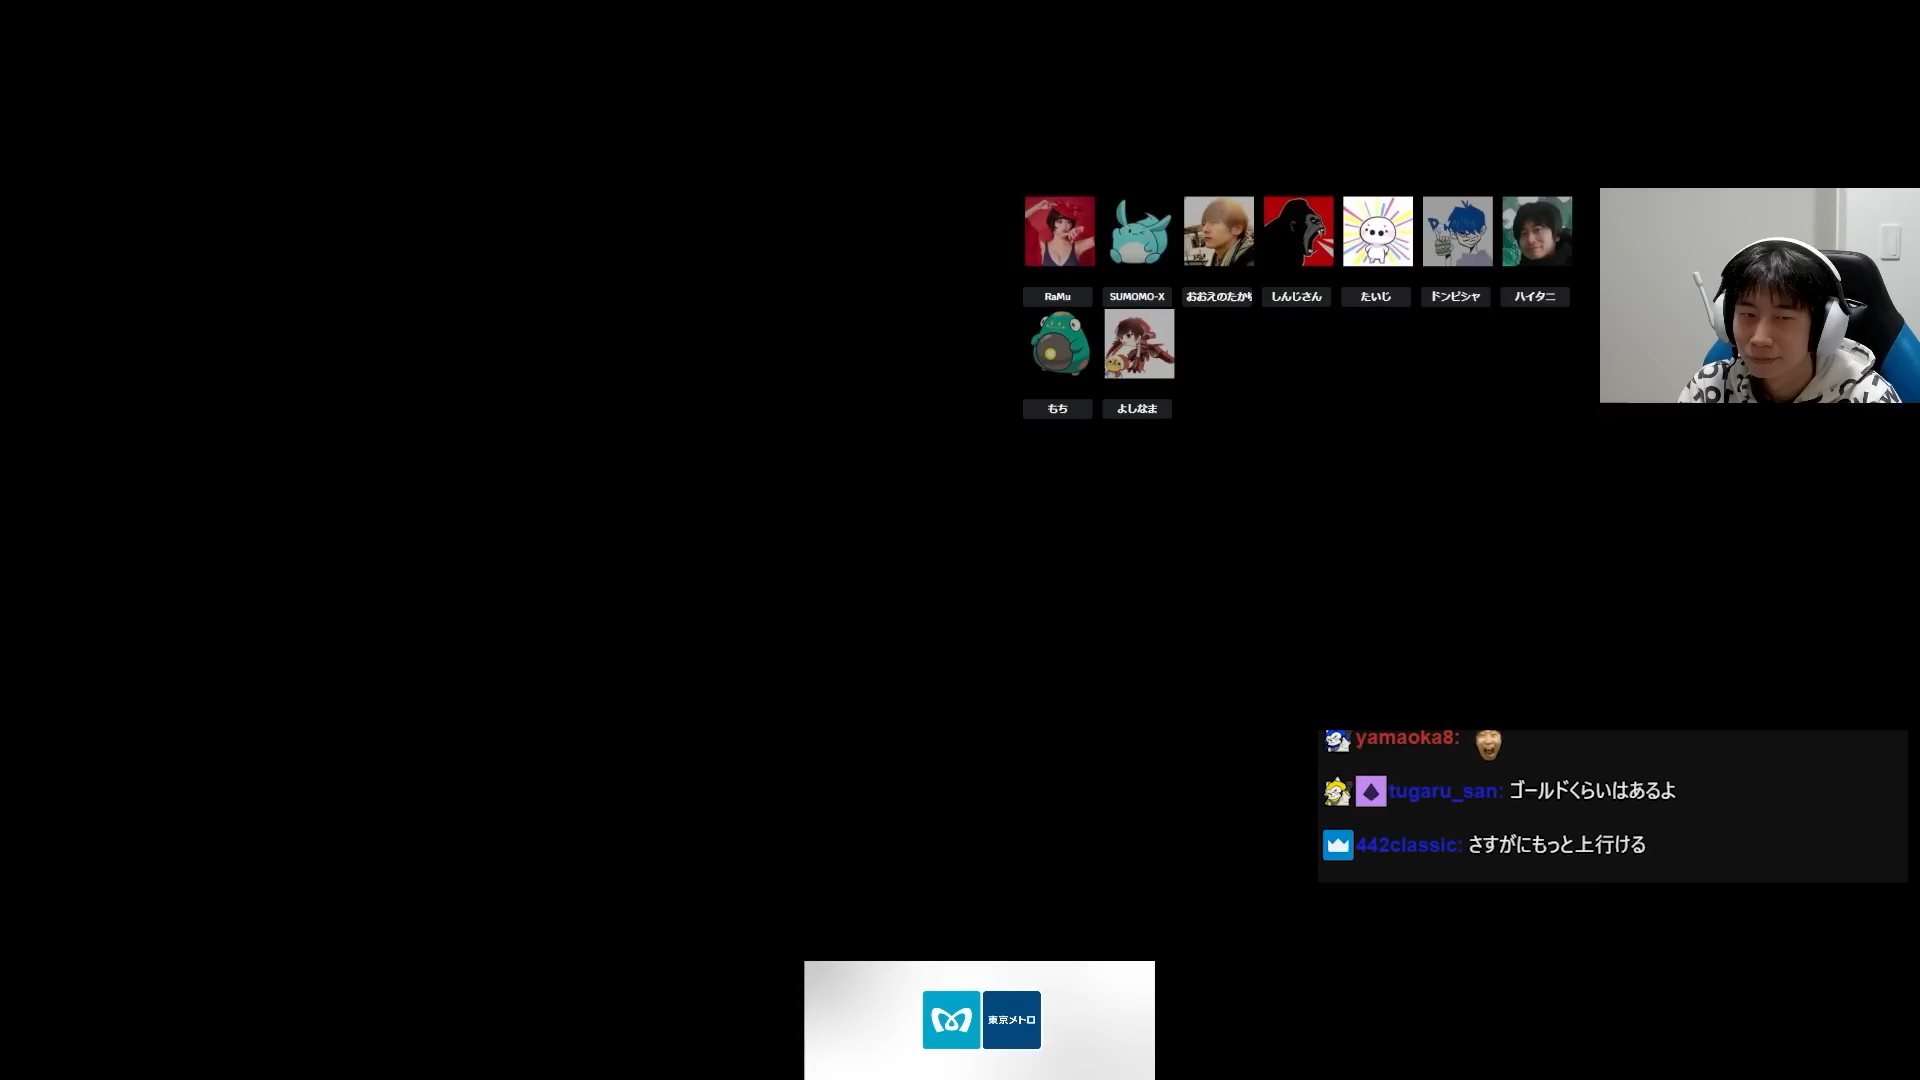 RaMu
SUMOMO-X
おおえのたか
しんじさん
たいじ
ドンピシャ
ハイタニ
もち
よしなま
yamaoka8:
tugaru_san: ゴールドくらいはあるよ
442classic: さすがにもっと上行ける
東京メトロ